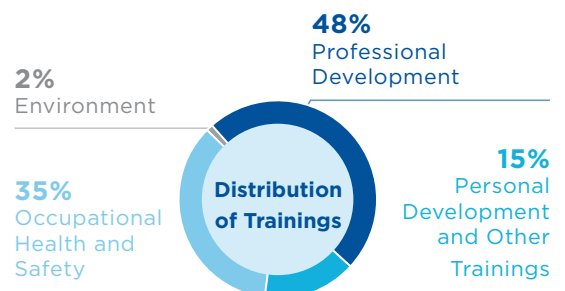 48%
Professional
Development
2%
Environment
15%
Personal
Development
and Other
Trainings
35%
Occupational
Health and
Safety
Distribution
of Trainings